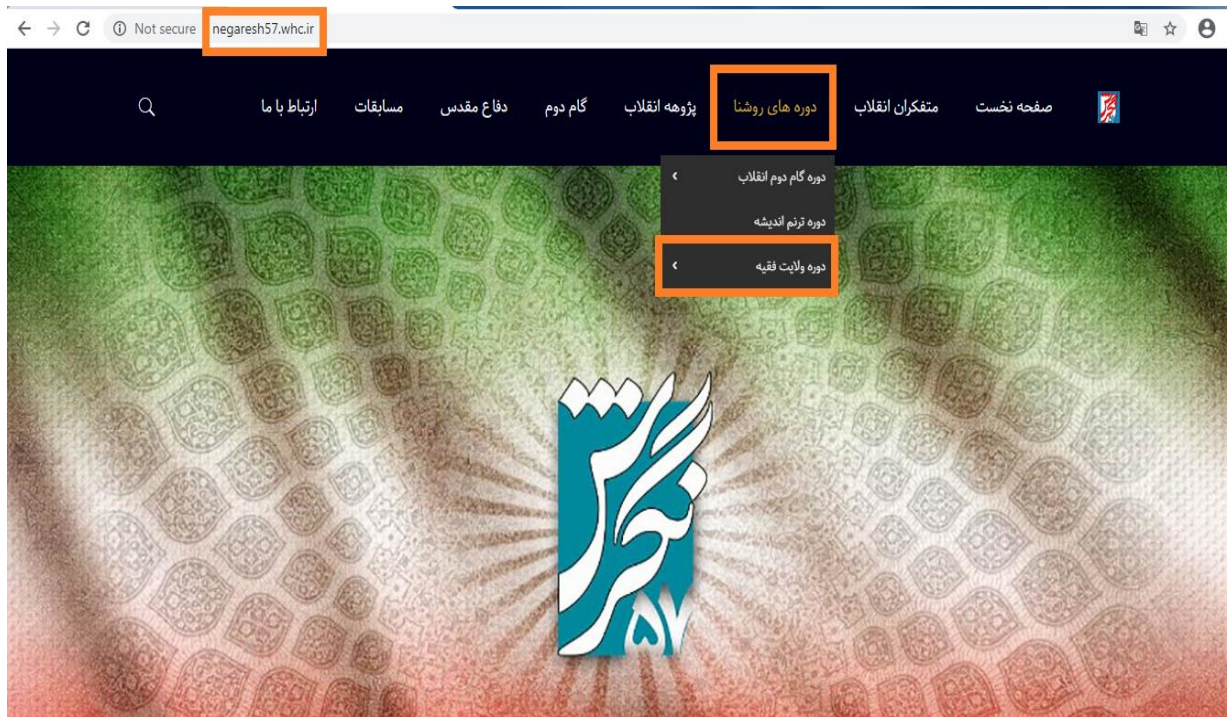 Not secure negaresh57.whc.ir
صفحه نخست متفکران انقلاب دوره های روشنا پژوهه انقلاب گام دوم دفاع مقدس مسابقات ارتباط با ما
دوره گام دوم انقلاب
دوره ترنم اندیشه
دوره ولایت فقیه
نگرش
۵۷